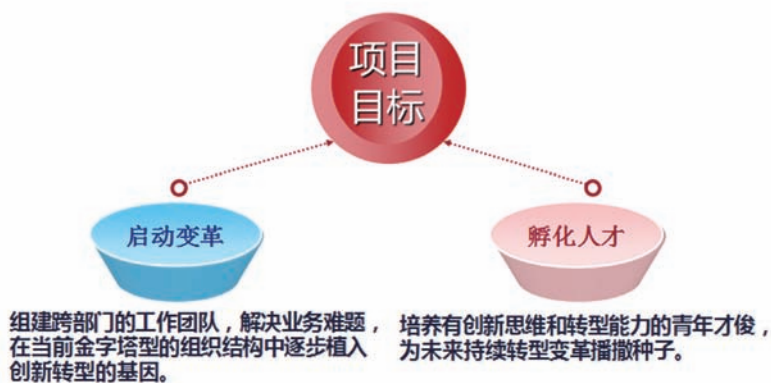 项目
目标
启动变革
孵化人才
组建跨部门的工作团队，解决业务难题，
在当前金字塔型的组织结构中逐步植入
创新转型的基因。
培养有创新思维和转型能力的青年才俊，
为未来持续转型变革播撒种子。